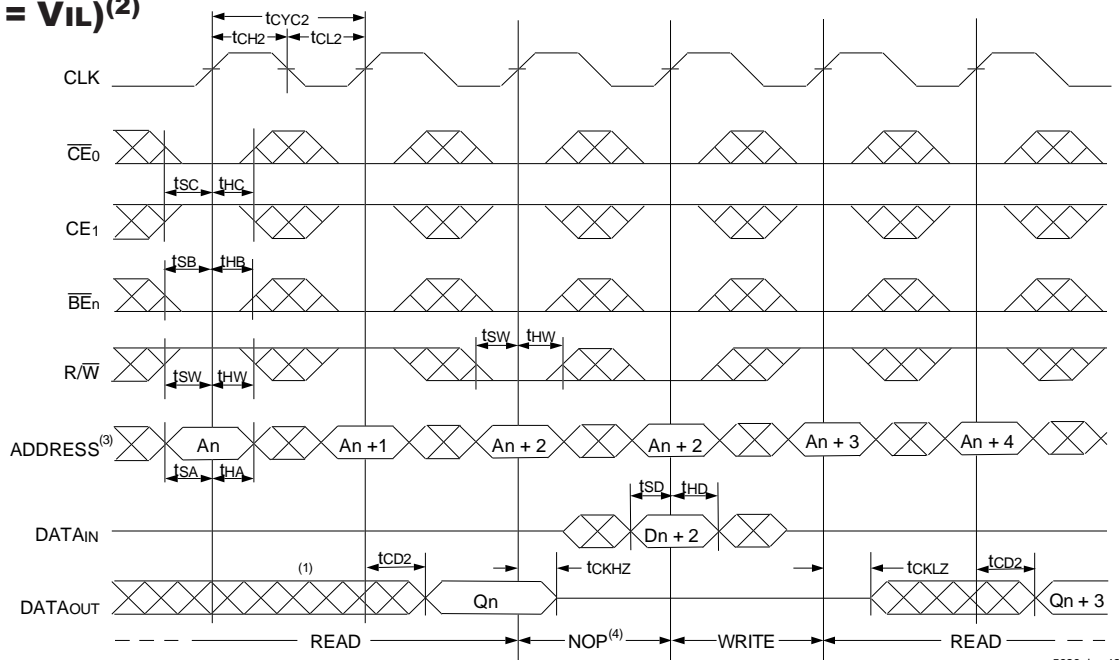 = VIL)(2)
tCYC2
tCH2 tCL2
CLK
CE0
tSC tHC
CE1
tSB tHB
BEn
tSW tHW
R/W
tSW tHW
ADDRESS(3) An An +1 An + 2 An + 2 An + 3 An + 4
tSA tHA
tSD tHD
DATAIN Dn + 2
(1) tCD2 tCKHZ tCKLZ tCD2
DATAOUT Qn Qn + 3
READ NOP(4) WRITE READ